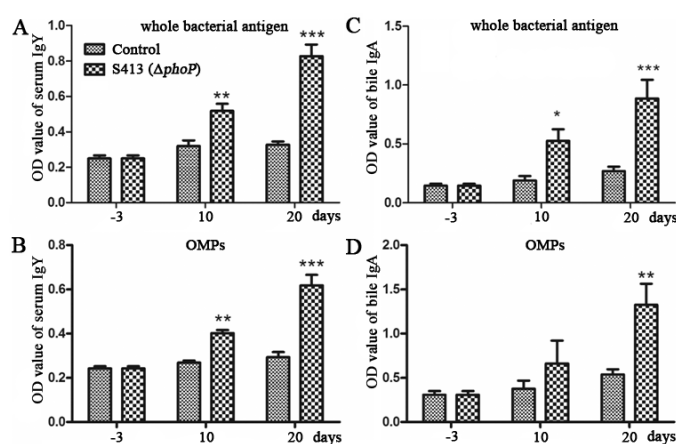 A
whole bacterial antigen
OD value of serum IgY
1.0
0.8
0.6
0.4
0.2
0.0
Control
S413 (ΔphoP)
**
***
-3
10
20
days
C
whole bacterial antigen
OD value of bile IgA
1.5
1.0
0.5
0.0
*
***
-3
10
20
days
B
OMPs
OD value of serum IgY
0.8
0.6
0.4
0.2
0.0
**
***
-3
10
20
days
D
OMPs
OD value of bile IgA
2.0
1.5
1.0
0.5
0.0
**
-3
10
20
days